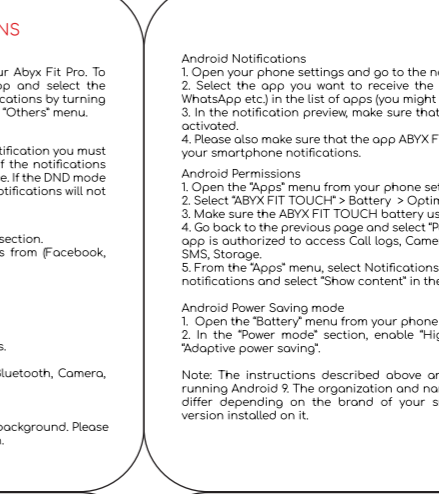 NS
ur Abyx Fit Pro. To
pp and select the
cations by turning
"Others" menu.
tification you must
f the notifications
e. If the DND mode
otifications will not
section.
s from (Facebook,
s.
Bluetooth, Camera,
background. Please
n.
Android Notifications
1. Open your phone settings and go to the no
2. Select the app you want to receive the
WhatsApp etc.) in the list of apps (you might
3. In the notification preview, make sure that
activated.
4. Please also make sure that the app ABYX F
your smartphone notifications.
Android Permissions
1. Open the "Apps" menu from your phone set
2. Select "ABYX FIT TOUCH" > Battery > Optim
3. Make sure the ABYX FIT TOUCH battery us
4. Go back to the previous page and select "P
app is authorized to access Call logs, Came
SMS, Storage.
5. From the "Apps" menu, select Notifications
notifications and select "Show content" in the
Android Power Saving mode
1. Open the "Battery" menu from your phone
2. In the "Power mode" section, enable "Hig
"Adaptive power saving".
Note: The instructions described above ar
running Android 9. The organization and na
differ depending on the brand of your s
version installed on it.